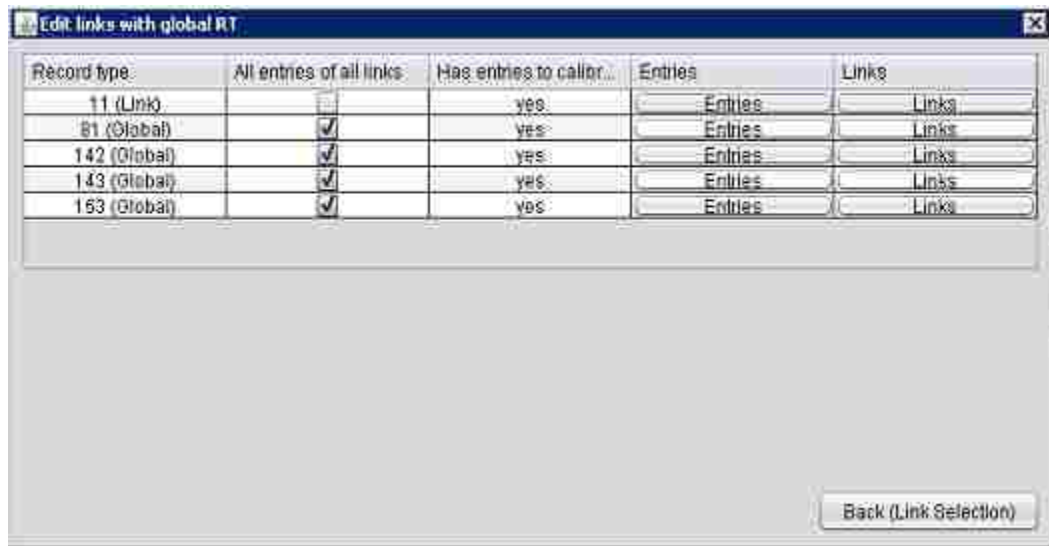 Edit links with global RT
Record type All entries of all links Has entries to calibr... Entries Links
11 (Link) yes Entries Links
81 (Global) yes Entries Links
142 (Global) yes Entries Links
143 (Global) yes Entries Links
153 (Global) yes Entries Links
Back (Link Selection)